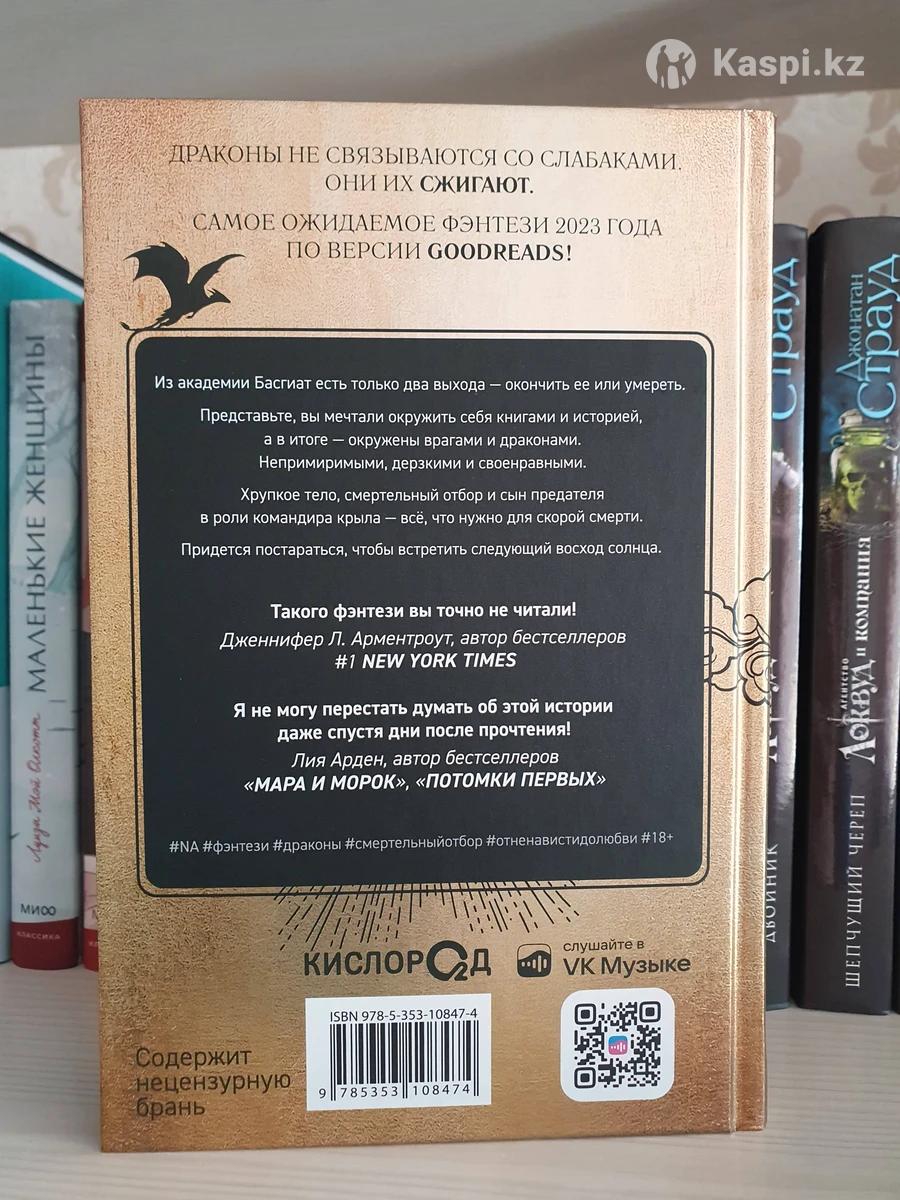 Kaspi.kz
ДРАКОНЫ НЕ СВЯЗЫВАЮТСЯ СО СЛАБАКАМИ.
ОНИ ИХ СЖИГАЮТ.
САМОЕ ОЖИДАЕМОЕ ФЭНТЕЗИ 2023 ГОДА
ПО ВЕРСИИ GOODREADS!
Из академии Басгиат есть только два выхода — окончить ее или умереть.
Представьте, вы мечтали окружить себя книгами и историей,
а в итоге — окружены врагами и драконами.
Непримиримыми, дерзкими и своенравными.
Хрупкое тело, смертельный отбор и сын предателя
в роли командира крыла — всё, что нужно для скорой смерти.
Придется постараться, чтобы встретить следующий восход солнца.
Такого фэнтези вы точно не читали!
Дженнифер Л. Арментроут, автор бестселлеров
#1 NEW YORK TIMES
Я не могу перестать думать об этой истории
даже спустя дни после прочтения!
Лия Арден, автор бестселлеров
«МАРА И МОРОК», «ПОТОМКИ ПЕРВЫХ»
#NA #фэнтези #драконы #смертельныйотбор #отненавистидолюбви #18+
КИСЛОРОД
O2
слушайте в
VK Музыке
ISBN 978-5-353-10847-4
9 785353 108474
Содержит
нецензурную
брань
Луиза Мэй Олкотт
МАЛЕНЬКИЕ ЖЕНЩИНЫ
МИФ
КЛАССИКА
СТРАУД
ДВОЙНИК
ДЖОНАТАН
СТРАУД
АГЕНТСТВО
ЛОКВУД И КОМПАНИЯ
ШЕПЧУЩИЙ ЧЕРЕП